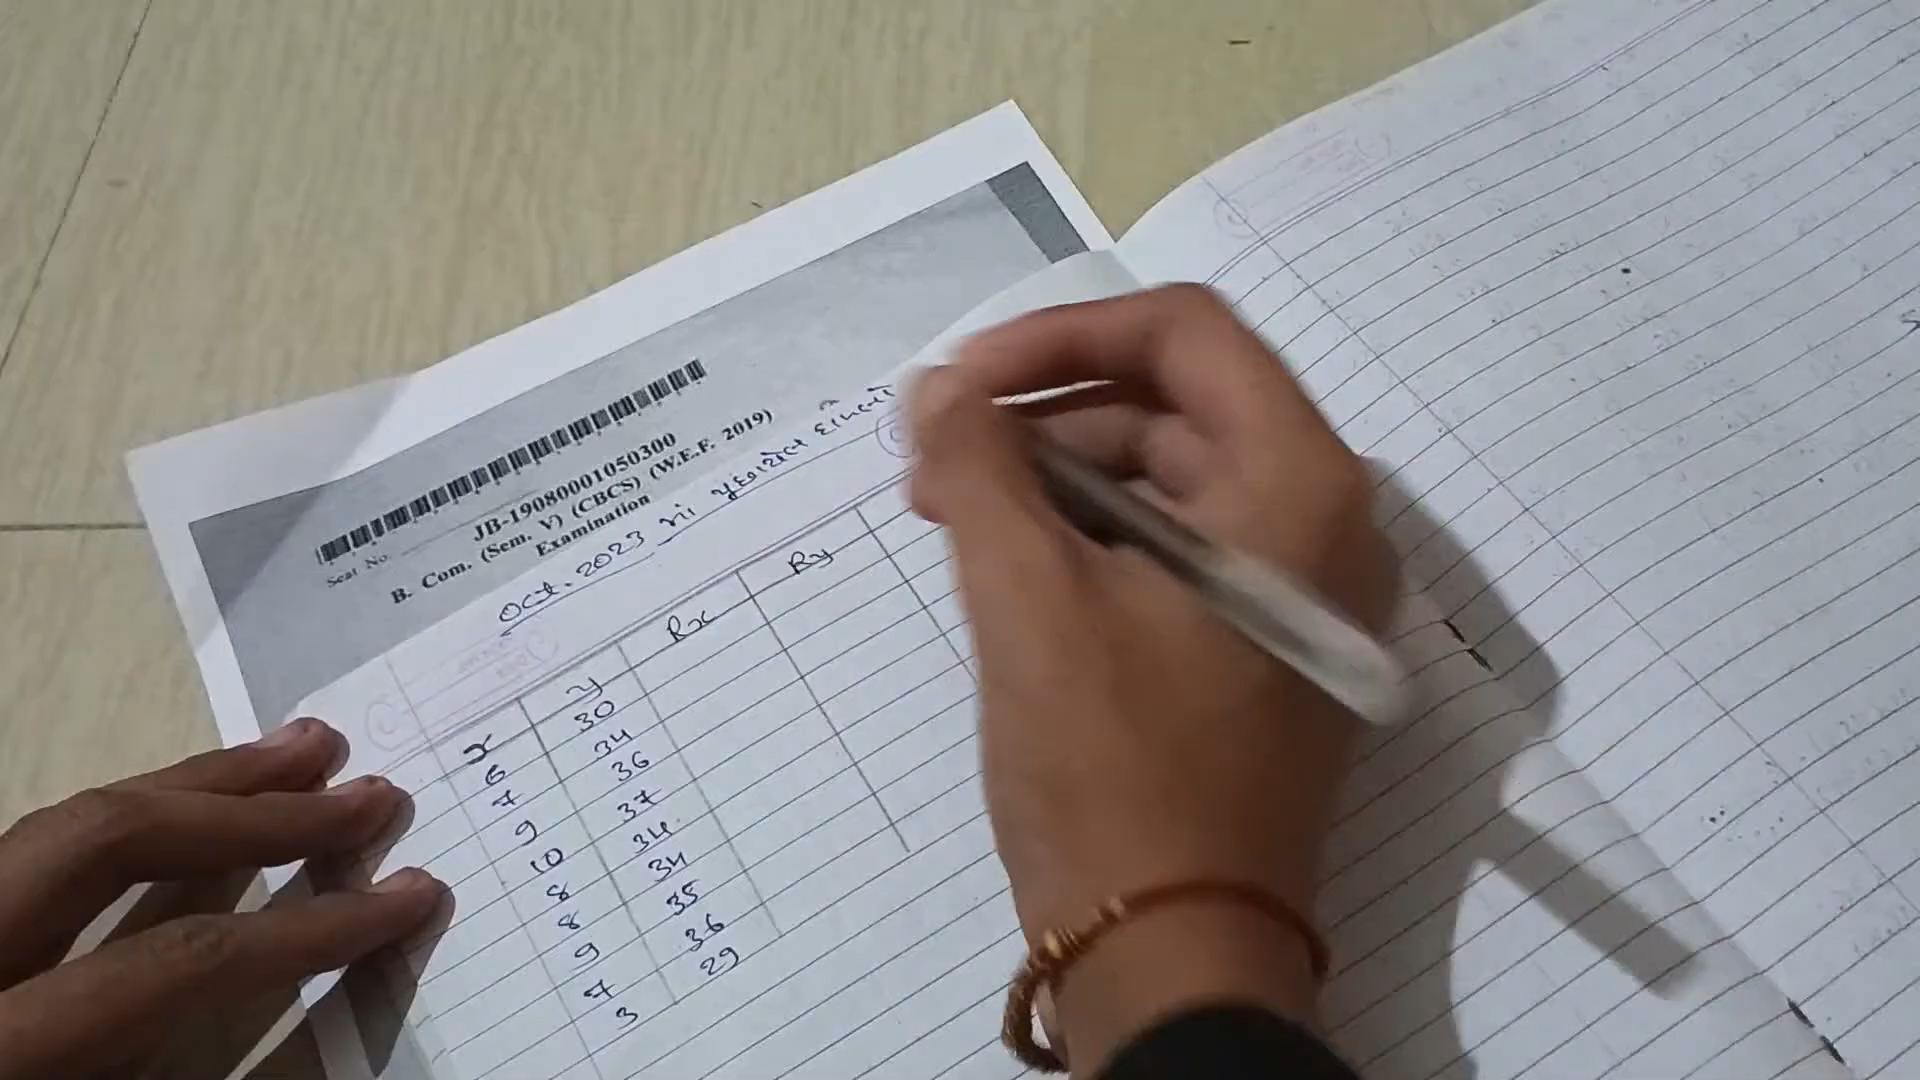 JB-19080001050300
Seat No.
B. Com. (Sem. V) (CBCS) (W.E.F. 2019)
Examination
Oct. 2023 માં પુછાયેલ દાખલો
x y Rx Ry
6 30
7 34
9 36
10 37
8 34
8 34
9 35
7 36
3 29